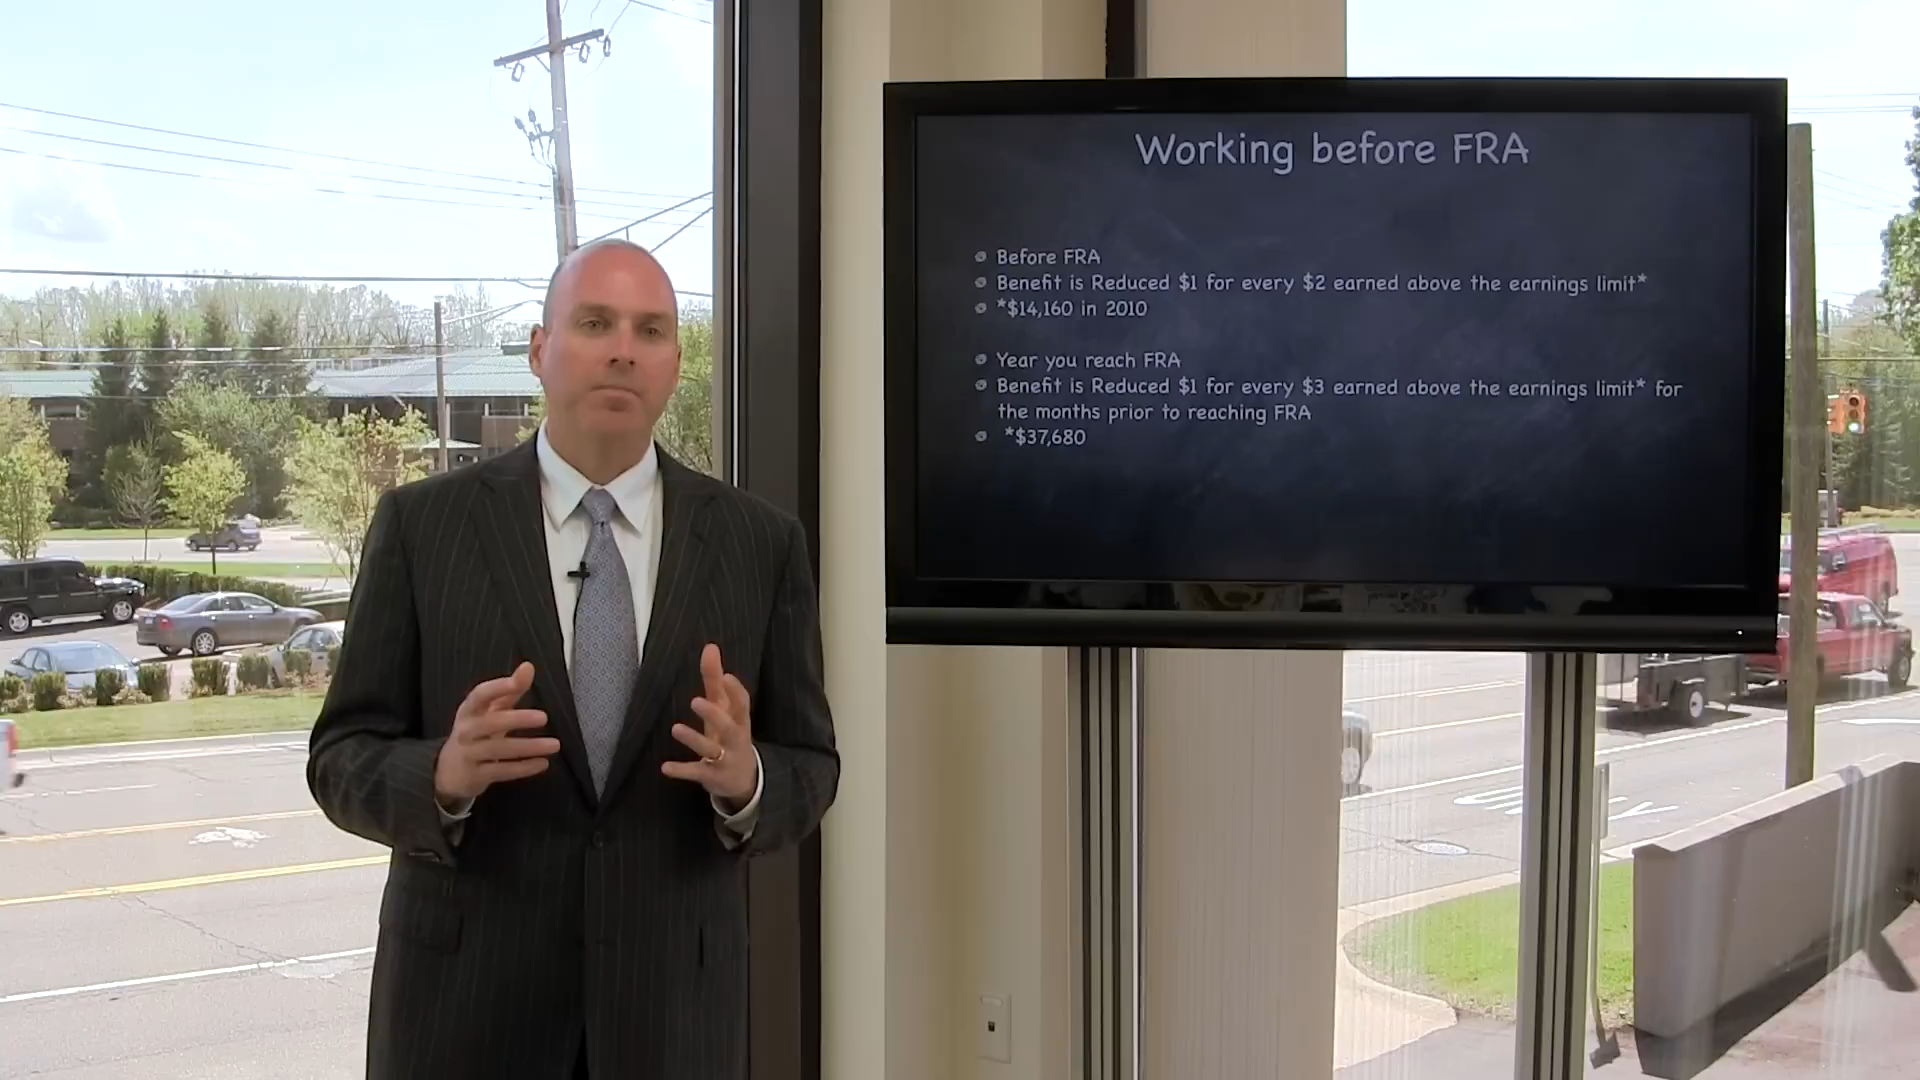 Working before FRA
Before FRA
Benefit is Reduced $1 for every $2 earned above the earnings limit*
*$14,160 in 2010
Year you reach FRA
Benefit is Reduced $1 for every $3 earned above the earnings limit* for
the months prior to reaching FRA
*$37,680